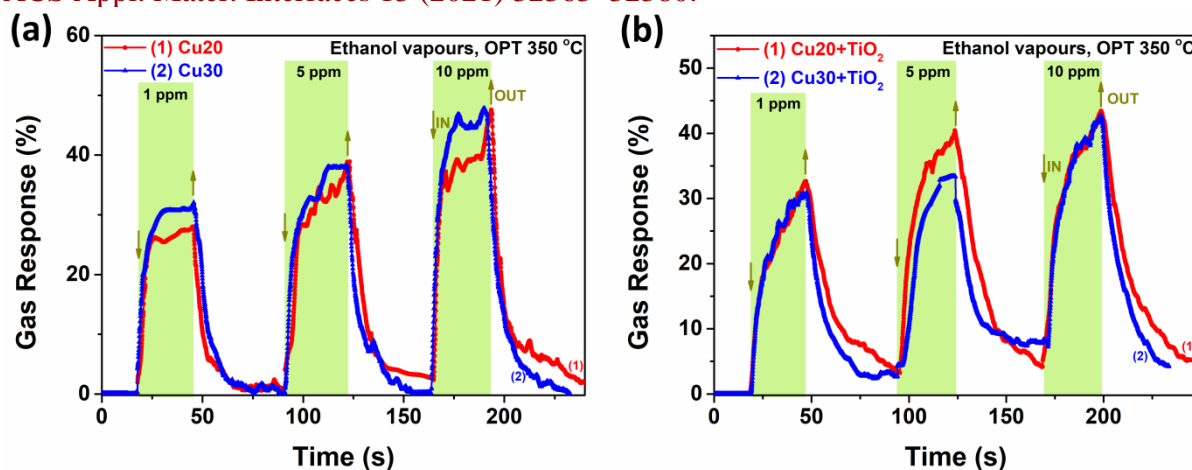 ACS Appl. Mater. Interfaces 13 (2021) 32363–32380.
(a)
(1) Cu20
(2) Cu30
Ethanol vapours, OPT 350 °C
1 ppm
5 ppm
10 ppm
IN
OUT
(1)
(2)
60
40
20
0
Gas Response (%)
0
50
100
150
200
Time (s)
(b)
(1) Cu20+TiO₂
(2) Cu30+TiO₂
Ethanol vapours, OPT 350 °C
1 ppm
5 ppm
10 ppm
IN
OUT
(1)
(2)
50
40
30
20
10
0
Gas Response (%)
0
50
100
150
200
Time (s)